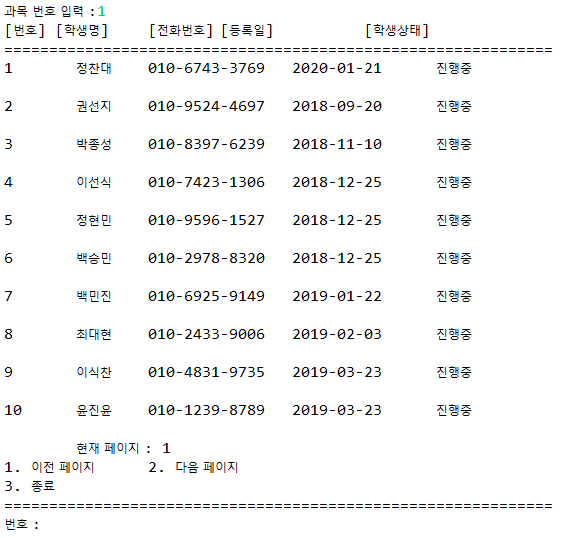 과목 번호 입력 :1
[번호] [학생명] [전화번호] [등록일] [학생상태]
=============================================================
1 정찬대 010-6743-3769 2020-01-21 진행중
2 권선지 010-9524-4697 2018-09-20 진행중
3 박종성 010-8397-6239 2018-11-10 진행중
4 이선식 010-7423-1306 2018-12-25 진행중
5 정현민 010-9596-1527 2018-12-25 진행중
6 백승민 010-2978-8320 2018-12-25 진행중
7 백민진 010-6925-9149 2019-01-22 진행중
8 최대현 010-2433-9006 2019-02-03 진행중
9 이식찬 010-4831-9735 2019-03-23 진행중
10 윤진윤 010-1239-8789 2019-03-23 진행중
현재 페이지 : 1
1. 이전 페이지 2. 다음 페이지
3. 종료
=============================================================
번호 :